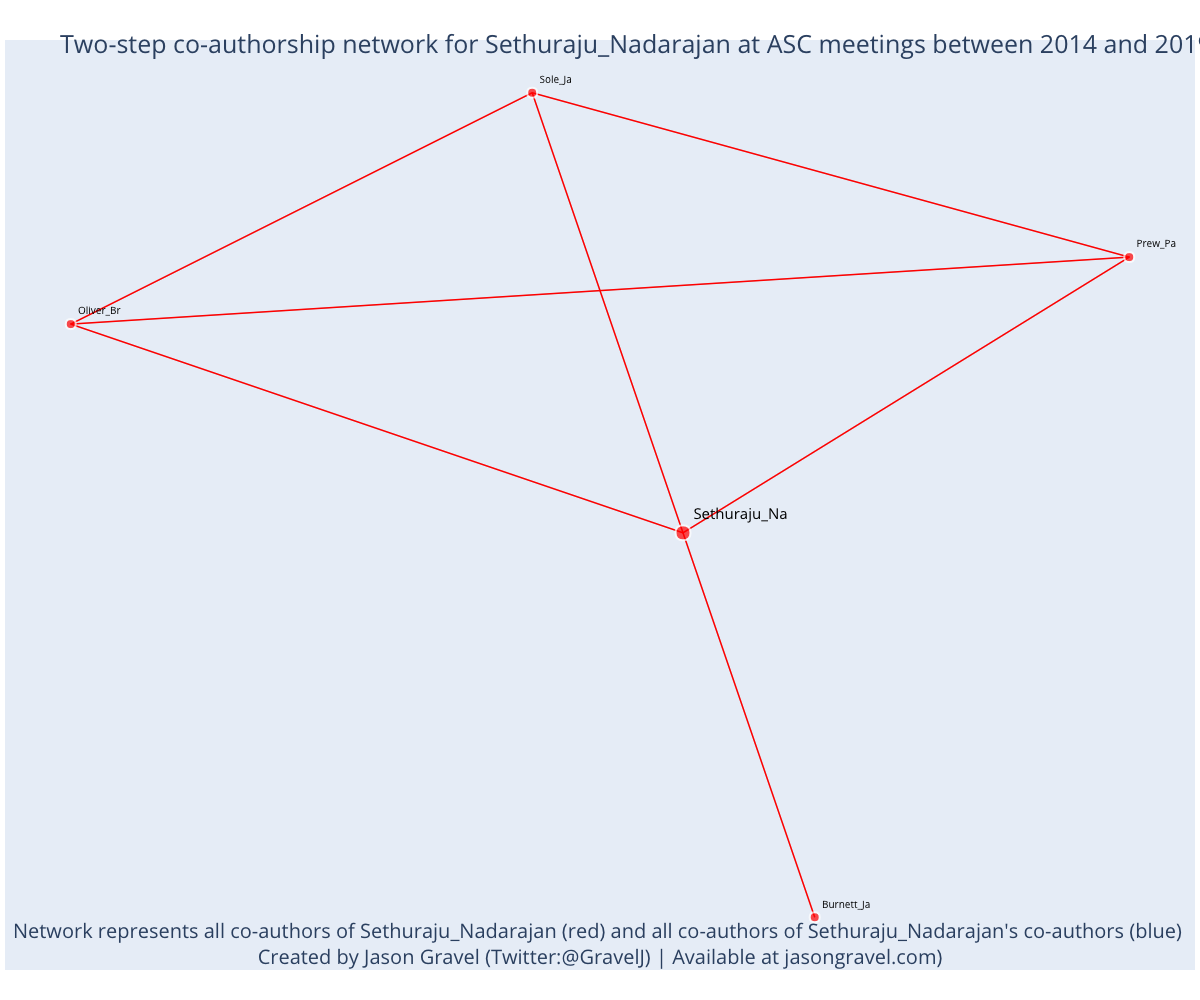 Two-step co-authorship network for Sethuraju_Nadarajan at ASC meetings between 2014 and 2019
Sole_Ja
Prew_Pa
Oliver_Br
Sethuraju_Na
Burnett_Ja
Network represents all co-authors of Sethuraju_Nadarajan (red) and all co-authors of Sethuraju_Nadarajan's co-authors (blue)
Created by Jason Gravel (Twitter:@GravelJ) | Available at jasongravel.com)